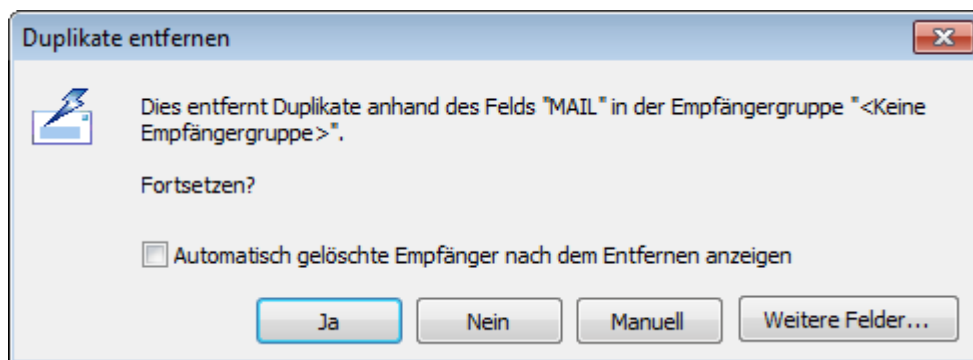 Duplikate entfernen
Dies entfernt Duplikate anhand des Felds "MAIL" in der Empfängergruppe "<Keine
Empfängergruppe>".
Fortsetzen?
Automatisch gelöschte Empfänger nach dem Entfernen anzeigen
Ja
Nein
Manuell
Weitere Felder...